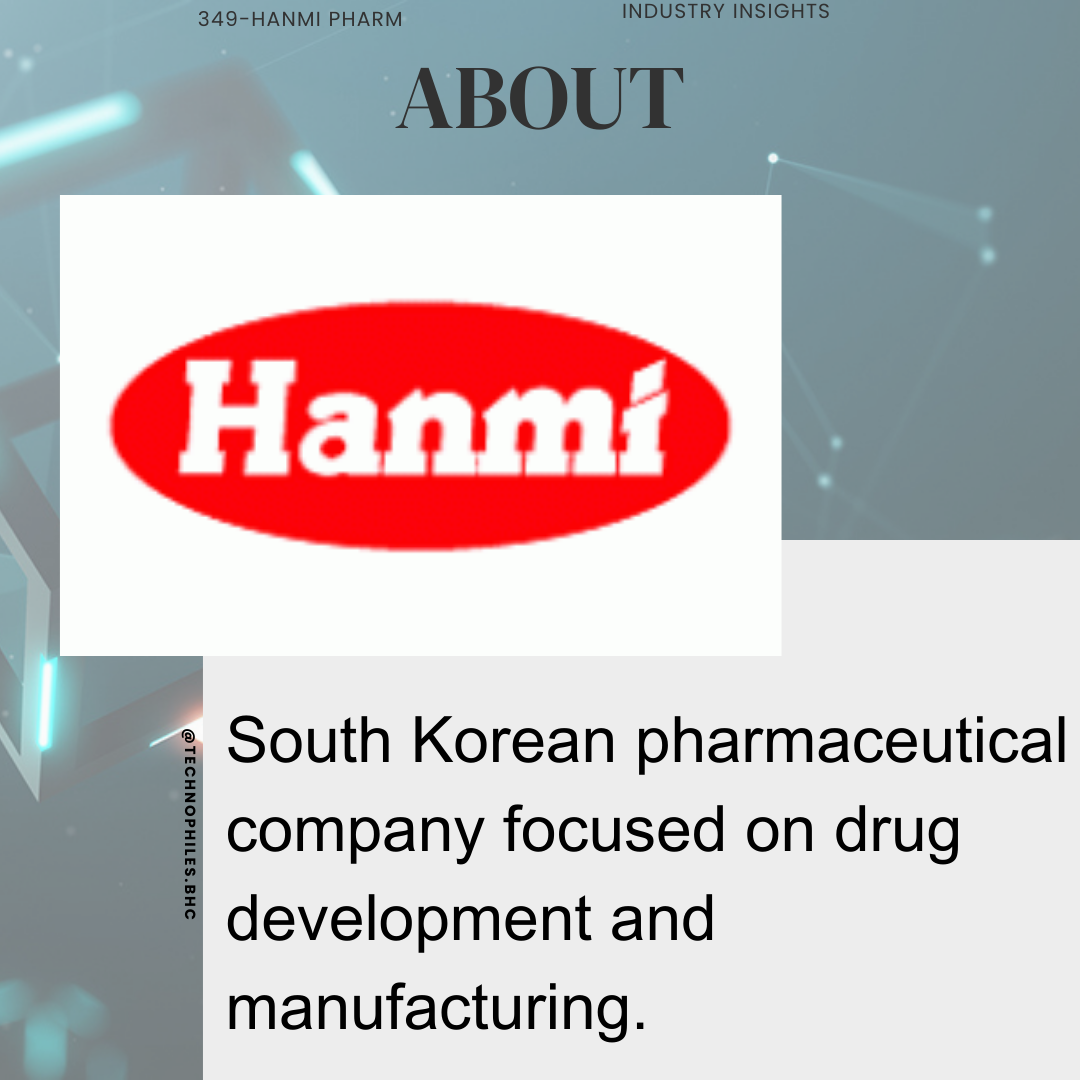 349-HANMI PHARM
INDUSTRY INSIGHTS
ABOUT
Hanmi
@TECHNOPHILES.BHC
South Korean pharmaceutical
company focused on drug
development and
manufacturing.